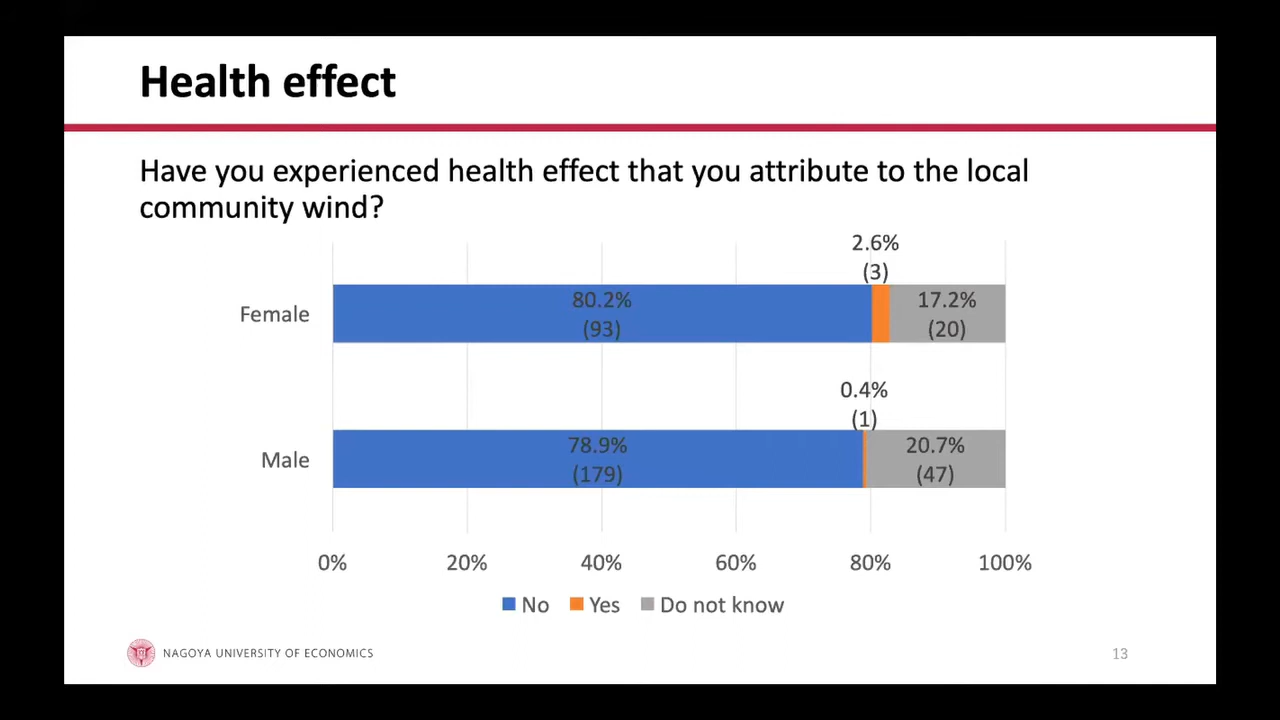 Health effect
Have you experienced health effect that you attribute to the local
community wind?
2.6%
(3)
Female
80.2%
(93)
17.2%
(20)
0.4%
(1)
Male
78.9%
(179)
20.7%
(47)
0%
20%
40%
60%
80%
100%
No
Yes
Do not know
NAGOYA UNIVERSITY OF ECONOMICS
13